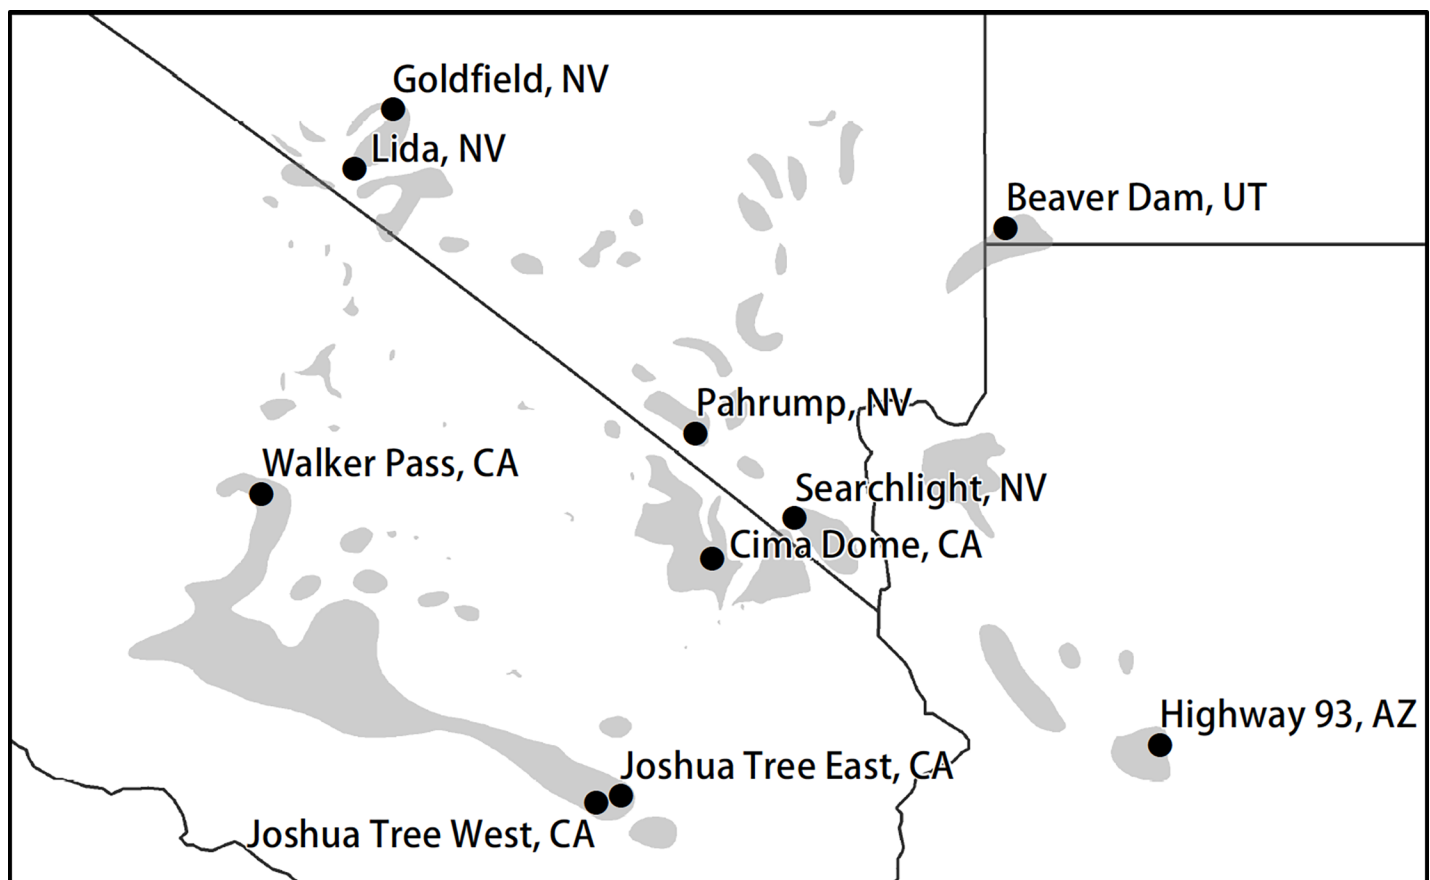 Goldfield, NV
Lida, NV
Beaver Dam, UT
Pahrump, NV
Walker Pass, CA
Searchlight, NV
Cima Dome, CA
Highway 93, AZ
Joshua Tree East, CA
Joshua Tree West, CA